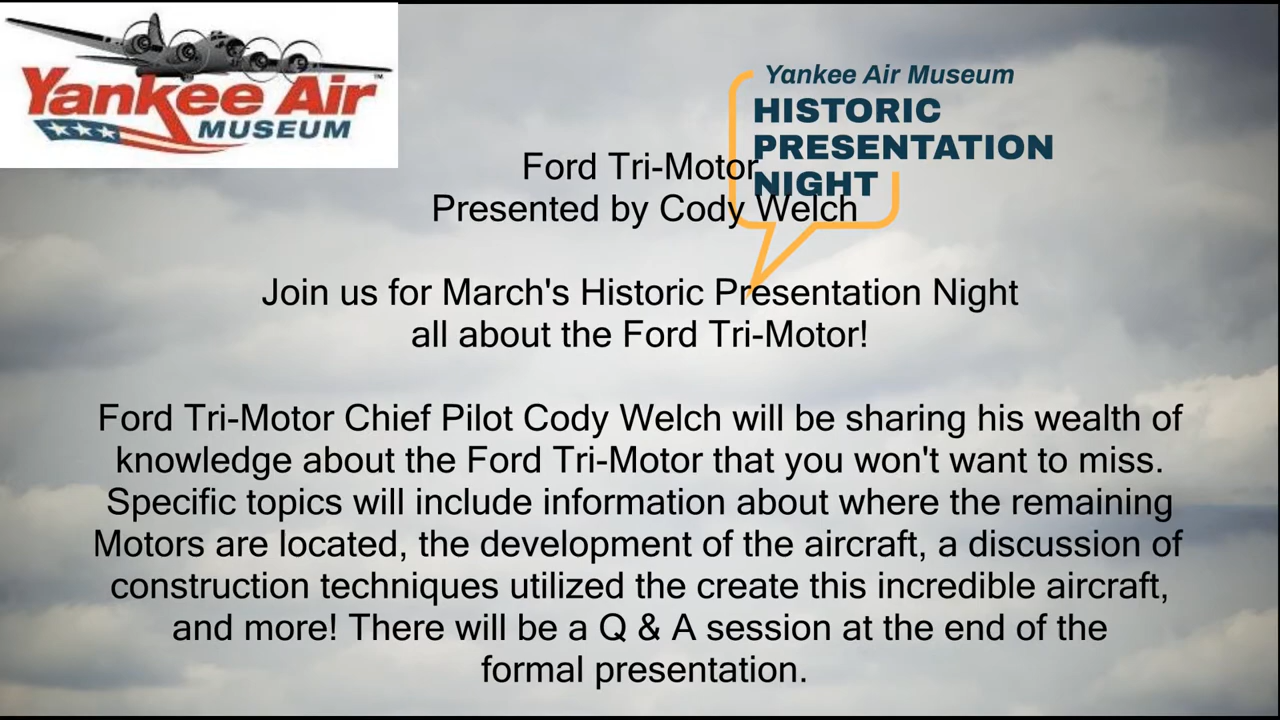 Yankee Air
MUSEUM
Yankee Air Museum
HISTORIC
PRESENTATION
NIGHT
Ford Tri-Motor
Presented by Cody Welch
Join us for March's Historic Presentation Night
all about the Ford Tri-Motor!
Ford Tri-Motor Chief Pilot Cody Welch will be sharing his wealth of
knowledge about the Ford Tri-Motor that you won't want to miss.
Specific topics will include information about where the remaining
Motors are located, the development of the aircraft, a discussion of
construction techniques utilized the create this incredible aircraft,
and more! There will be a Q & A session at the end of the
formal presentation.